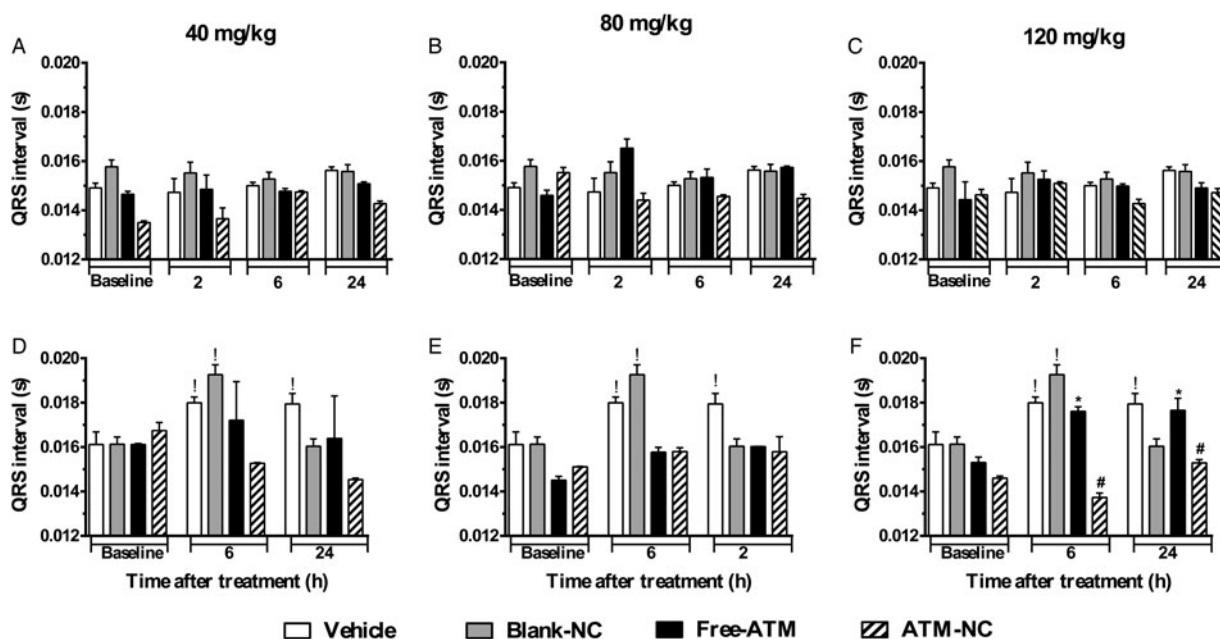 40 mg/kg
80 mg/kg
120 mg/kg
A
QRS interval (s)
0.020
0.018
0.016
0.014
0.012
Baseline 2 6 24
B
QRS interval (s)
0.020
0.018
0.016
0.014
0.012
Baseline 2 6 24
C
QRS interval (s)
0.020
0.018
0.016
0.014
0.012
Baseline 2 6 24
D
QRS interval (s)
0.020
0.018
0.016
0.014
0.012
! ! !
Baseline 6 24
Time after treatment (h)
E
QRS interval (s)
0.020
0.018
0.016
0.014
0.012
! ! !
Baseline 6 2
Time after treatment (h)
F
QRS interval (s)
0.020
0.018
0.016
0.014
0.012
! ! * # ! * #
Baseline 6 24
Time after treatment (h)
Vehicle Blank-NC Free-ATM ATM-NC